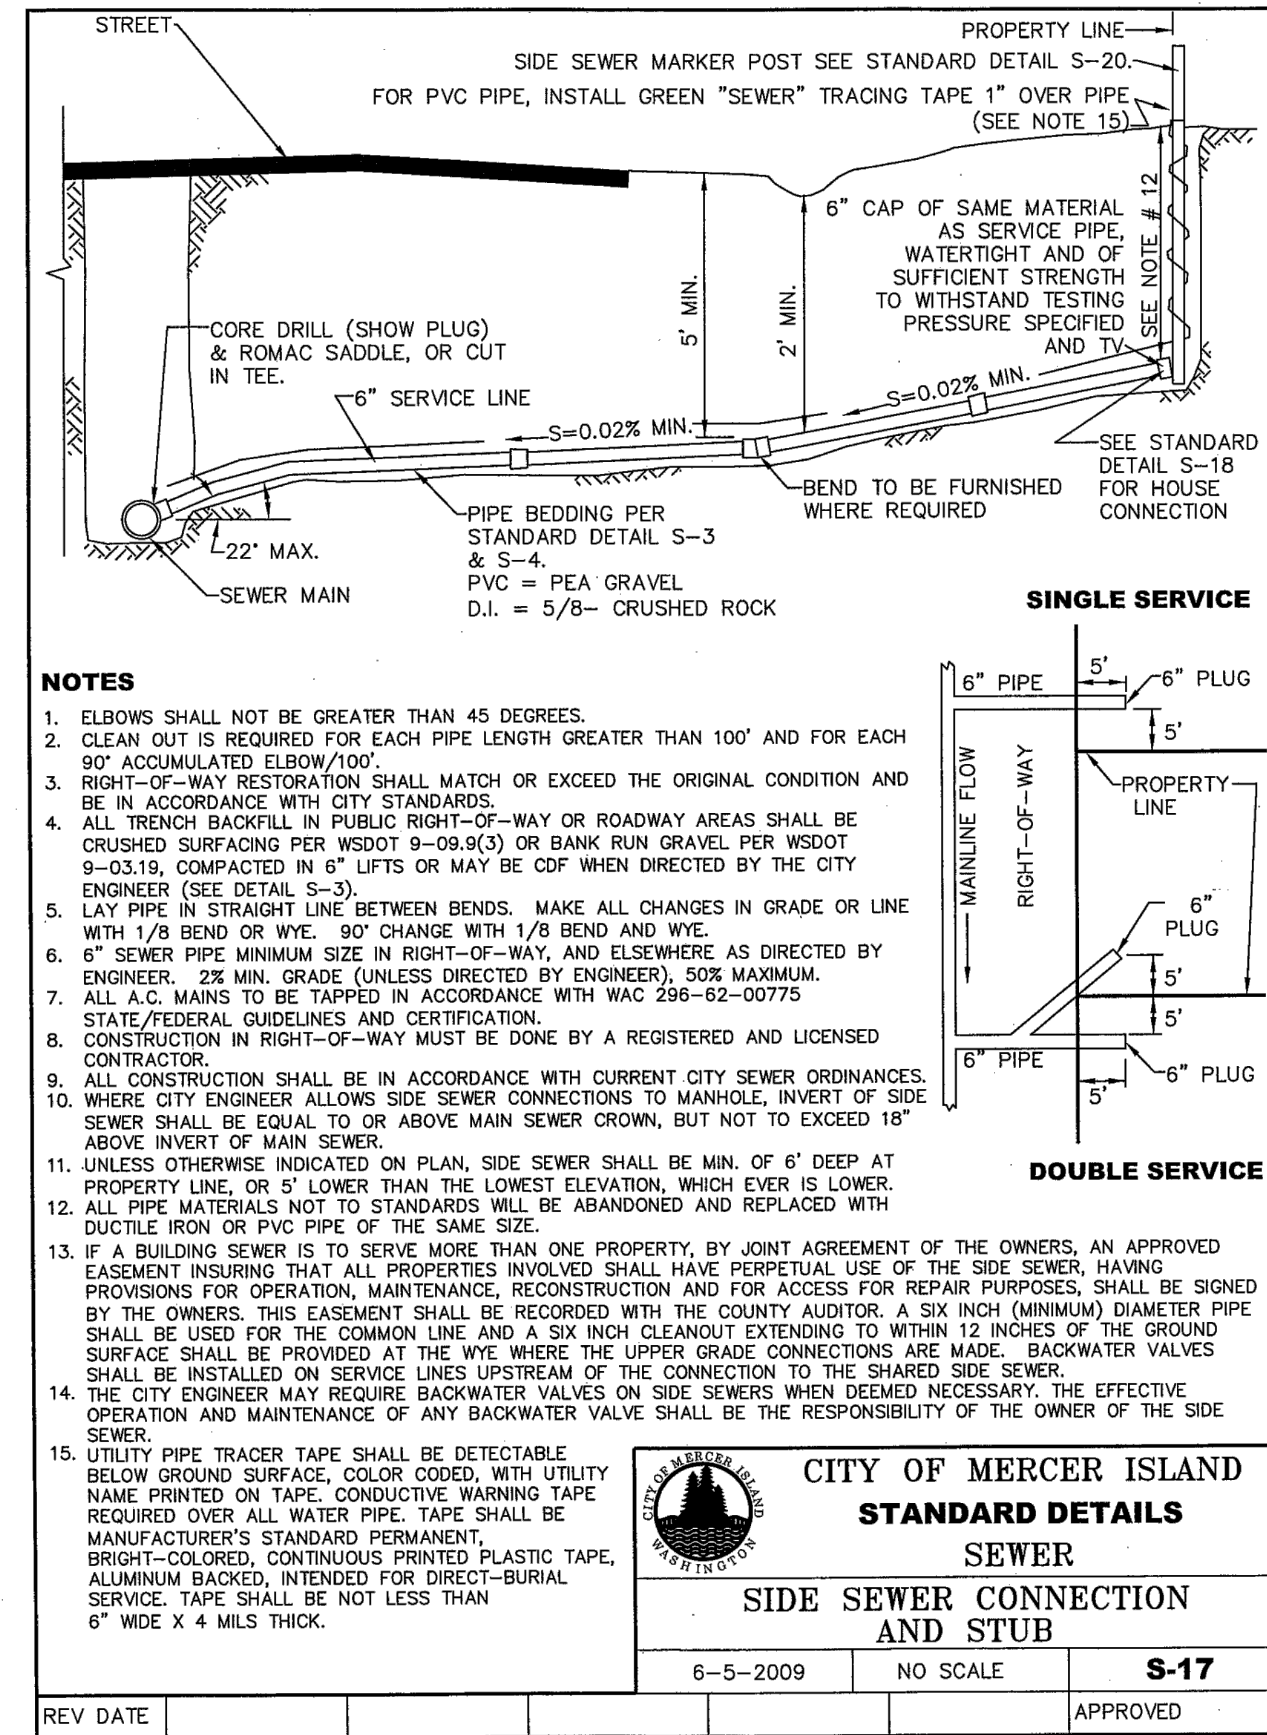 STREET
PROPERTY LINE
SIDE SEWER MARKER POST SEE STANDARD DETAIL S-20.
FOR PVC PIPE, INSTALL GREEN "SEWER" TRACING TAPE 1" OVER PIPE
(SEE NOTE 15)
6" CAP OF SAME MATERIAL
AS SERVICE PIPE,
WATERTIGHT AND OF
SUFFICIENT STRENGTH
TO WITHSTAND TESTING
PRESSURE SPECIFIED
AND TV
SEE NOTE # 12
5' MIN.
2' MIN.
CORE DRILL (SHOW PLUG)
& ROMAC SADDLE, OR CUT
IN TEE.
6" SERVICE LINE
S=0.02% MIN.
S=0.02% MIN.
SEE STANDARD
DETAIL S-18
FOR HOUSE
CONNECTION
BEND TO BE FURNISHED
WHERE REQUIRED
22° MAX.
SEWER MAIN
PIPE BEDDING PER
STANDARD DETAIL S-3
& S-4.
PVC = PEA GRAVEL
D.I. = 5/8- CRUSHED ROCK
SINGLE SERVICE
6" PIPE
5'
6" PLUG
5'
PROPERTY
LINE
MAINLINE FLOW
RIGHT-OF-WAY
6"
PLUG
5'
5'
6" PIPE
6" PLUG
5'
DOUBLE SERVICE
NOTES
1. ELBOWS SHALL NOT BE GREATER THAN 45 DEGREES.
2. CLEAN OUT IS REQUIRED FOR EACH PIPE LENGTH GREATER THAN 100' AND FOR EACH
90° ACCUMULATED ELBOW/100'.
3. RIGHT-OF-WAY RESTORATION SHALL MATCH OR EXCEED THE ORIGINAL CONDITION AND
BE IN ACCORDANCE WITH CITY STANDARDS.
4. ALL TRENCH BACKFILL IN PUBLIC RIGHT-OF-WAY OR ROADWAY AREAS SHALL BE
CRUSHED SURFACING PER WSDOT 9-09.9(3) OR BANK RUN GRAVEL PER WSDOT
9-03.19, COMPACTED IN 6" LIFTS OR MAY BE CDF WHEN DIRECTED BY THE CITY
ENGINEER (SEE DETAIL S-3).
5. LAY PIPE IN STRAIGHT LINE BETWEEN BENDS. MAKE ALL CHANGES IN GRADE OR LINE
WITH 1/8 BEND OR WYE. 90° CHANGE WITH 1/8 BEND AND WYE.
6. 6" SEWER PIPE MINIMUM SIZE IN RIGHT-OF-WAY, AND ELSEWHERE AS DIRECTED BY
ENGINEER. 2% MIN. GRADE (UNLESS DIRECTED BY ENGINEER), 50% MAXIMUM.
7. ALL A.C. MAINS TO BE TAPPED IN ACCORDANCE WITH WAC 296-62-00775
STATE/FEDERAL GUIDELINES AND CERTIFICATION.
8. CONSTRUCTION IN RIGHT-OF-WAY MUST BE DONE BY A REGISTERED AND LICENSED
CONTRACTOR.
9. ALL CONSTRUCTION SHALL BE IN ACCORDANCE WITH CURRENT CITY SEWER ORDINANCES.
10. WHERE CITY ENGINEER ALLOWS SIDE SEWER CONNECTIONS TO MANHOLE, INVERT OF SIDE
SEWER SHALL BE EQUAL TO OR ABOVE MAIN SEWER CROWN, BUT NOT TO EXCEED 18"
ABOVE INVERT OF MAIN SEWER.
11. UNLESS OTHERWISE INDICATED ON PLAN, SIDE SEWER SHALL BE MIN. OF 6' DEEP AT
PROPERTY LINE, OR 5' LOWER THAN THE LOWEST ELEVATION, WHICH EVER IS LOWER.
12. ALL PIPE MATERIALS NOT TO STANDARDS WILL BE ABANDONED AND REPLACED WITH
DUCTILE IRON OR PVC PIPE OF THE SAME SIZE.
13. IF A BUILDING SEWER IS TO SERVE MORE THAN ONE PROPERTY, BY JOINT AGREEMENT OF THE OWNERS, AN APPROVED
EASEMENT INSURING THAT ALL PROPERTIES INVOLVED SHALL HAVE PERPETUAL USE OF THE SIDE SEWER, HAVING
PROVISIONS FOR OPERATION, MAINTENANCE, RECONSTRUCTION AND FOR ACCESS FOR REPAIR PURPOSES, SHALL BE SIGNED
BY THE OWNERS. THIS EASEMENT SHALL BE RECORDED WITH THE COUNTY AUDITOR. A SIX INCH (MINIMUM) DIAMETER PIPE
SHALL BE USED FOR THE COMMON LINE AND A SIX INCH CLEANOUT EXTENDING TO WITHIN 12 INCHES OF THE GROUND
SURFACE SHALL BE PROVIDED AT THE WYE WHERE THE UPPER GRADE CONNECTIONS ARE MADE. BACKWATER VALVES
SHALL BE INSTALLED ON SERVICE LINES UPSTREAM OF THE CONNECTION TO THE SHARED SIDE SEWER.
14. THE CITY ENGINEER MAY REQUIRE BACKWATER VALVES ON SIDE SEWERS WHEN DEEMED NECESSARY. THE EFFECTIVE
OPERATION AND MAINTENANCE OF ANY BACKWATER VALVE SHALL BE THE RESPONSIBILITY OF THE OWNER OF THE SIDE
SEWER.
15. UTILITY PIPE TRACER TAPE SHALL BE DETECTABLE
BELOW GROUND SURFACE, COLOR CODED, WITH UTILITY
NAME PRINTED ON TAPE. CONDUCTIVE WARNING TAPE
REQUIRED OVER ALL WATER PIPE. TAPE SHALL BE
MANUFACTURER'S STANDARD PERMANENT,
BRIGHT-COLORED, CONTINUOUS PRINTED PLASTIC TAPE,
ALUMINUM BACKED, INTENDED FOR DIRECT-BURIAL
SERVICE. TAPE SHALL BE NOT LESS THAN
6" WIDE X 4 MILS THICK.
CITY OF MERCER ISLAND
WASHINGTON
CITY OF MERCER ISLAND
STANDARD DETAILS
SEWER
SIDE SEWER CONNECTION
AND STUB
6-5-2009
NO SCALE
S-17
REV DATE
APPROVED